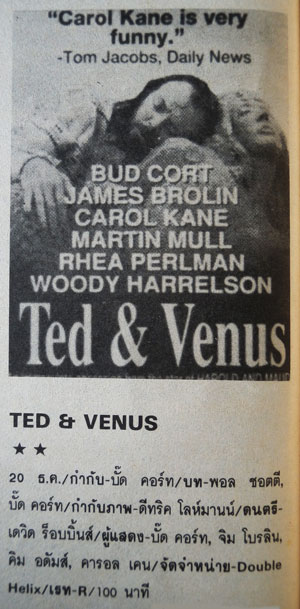 “Carol Kane is very
funny.”
-Tom Jacobs, Daily News
BUD CORT
JAMES BROLIN
CAROL KANE
MARTIN MULL
RHEA PERLMAN
WOODY HARRELSON
Ted & Venus
HAROLD AND
TED & VENUS
★ ★
20 ธ.ค./กำกับ-บั๊ด คอร์ท/บท-พอล ชอตตี,
บั๊ด คอร์ท/กำกับภาพ-ดีทริค โลห์มานน์/ดนตรี-
เดวิด ร็อบบิ้นส์/ผู้แสดง-บั๊ด คอร์ท, จิม โบรลิน,
คิม อดัมส์, คารอล เคน/จัดจำหน่าย-Double
Helix/เรท-R/100 นาที